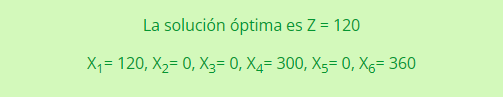 La solución óptima es Z = 120
X₁= 120, X₂= 0, X₃= 0, X₄= 300, X₅= 0, X₆= 360